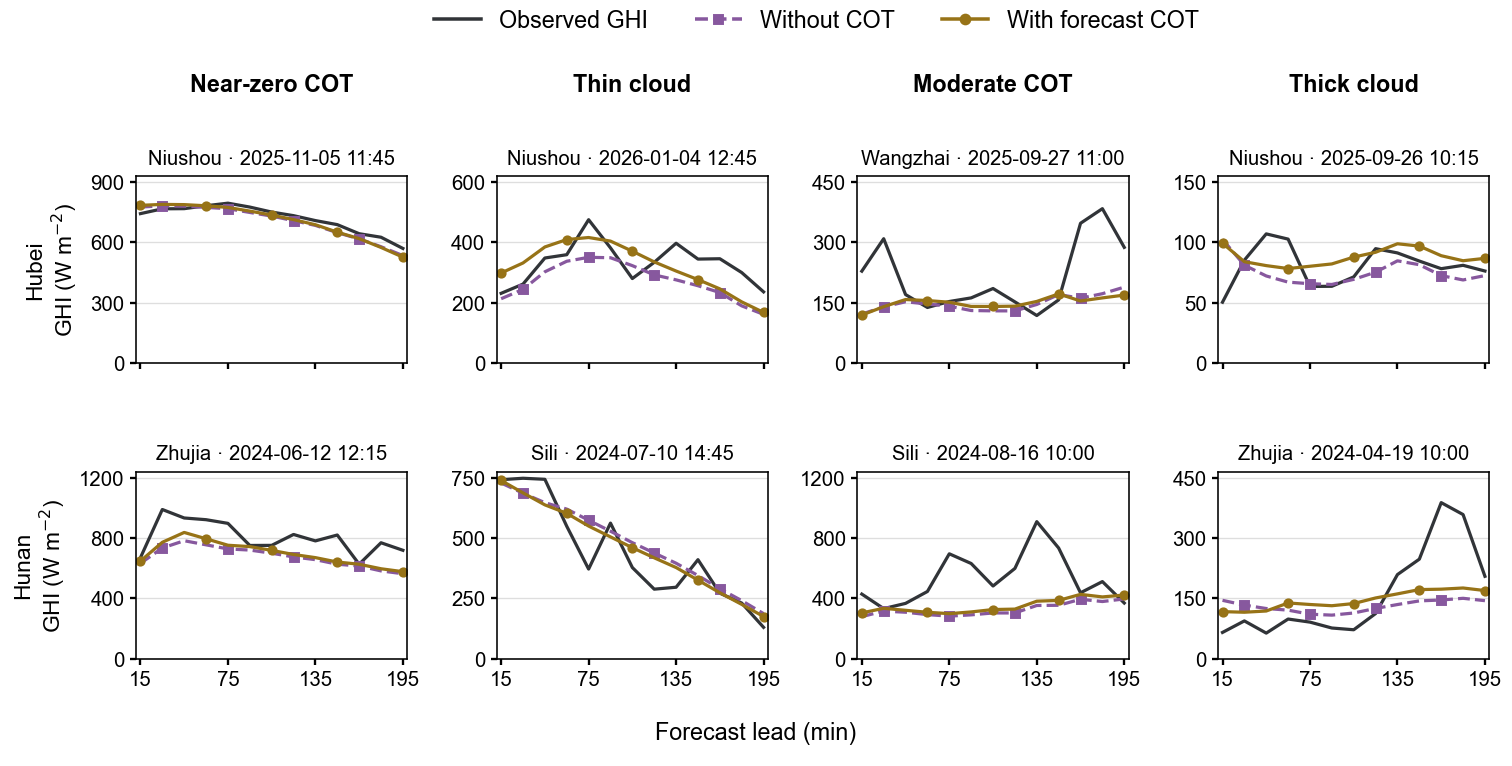 Observed GHI Without COT With forecast COT
Near-zero COT Thin cloud Moderate COT Thick cloud
Niushou · 2025-11-05 11:45
900
600
300
0
Hubei
GHI (W m⁻²)
Niushou · 2026-01-04 12:45
600
400
200
0
Wangzhai · 2025-09-27 11:00
450
300
150
0
Niushou · 2025-09-26 10:15
150
100
50
0
Zhujia · 2024-06-12 12:15
1200
800
400
0
Hunan
GHI (W m⁻²)
15 75 135 195
Sili · 2024-07-10 14:45
750
500
250
0
15 75 135 195
Sili · 2024-08-16 10:00
1200
800
400
0
15 75 135 195
Zhujia · 2024-04-19 10:00
450
300
150
0
15 75 135 195
Forecast lead (min)